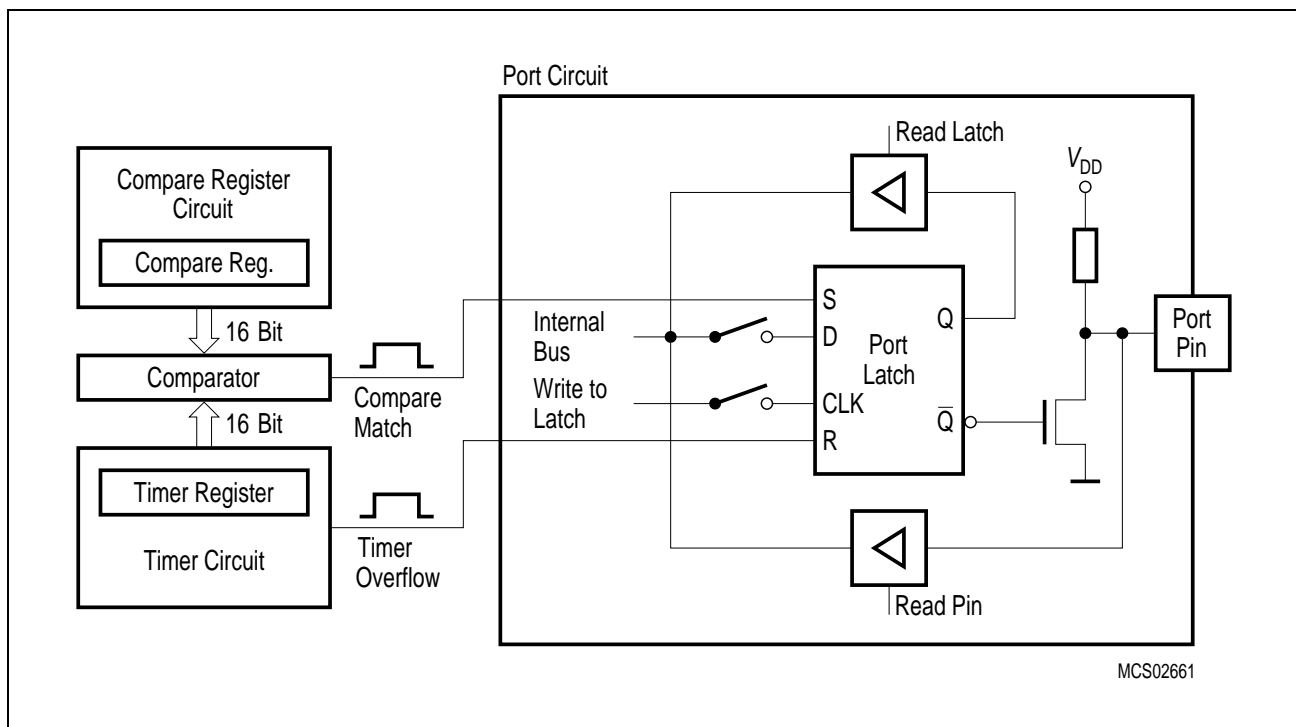 Port Circuit
Compare Register
Circuit
Compare Reg.
16 Bit
Comparator
16 Bit
Timer Register
Timer Circuit
Compare
Match
Timer
Overflow
Read Latch
VDD
Internal
Bus
Write to
Latch
S
D
CLK
R
Port
Latch
Q
Q̅
Port
Pin
Read Pin
MCS02661